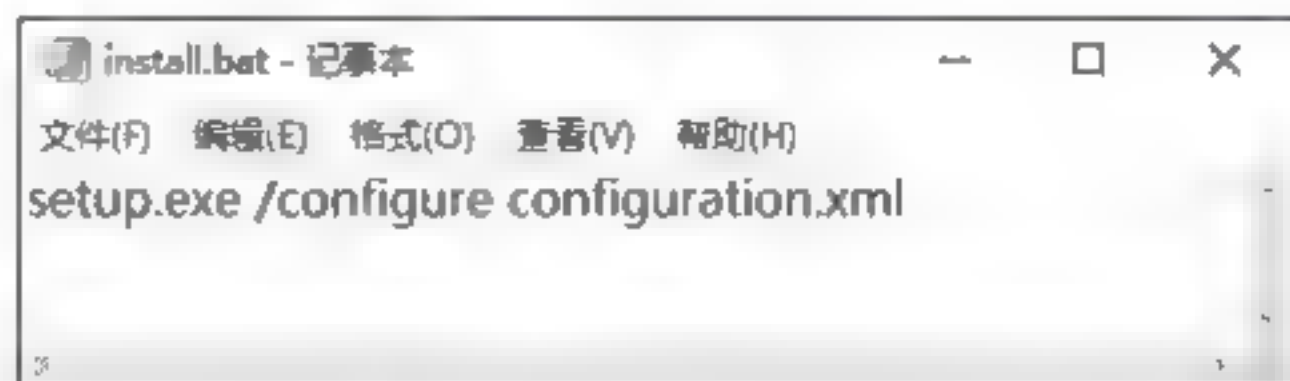 install.bat - 记事本
文件(F) 编辑(E) 格式(O) 查看(V) 帮助(H)
setup.exe /configure configuration.xml